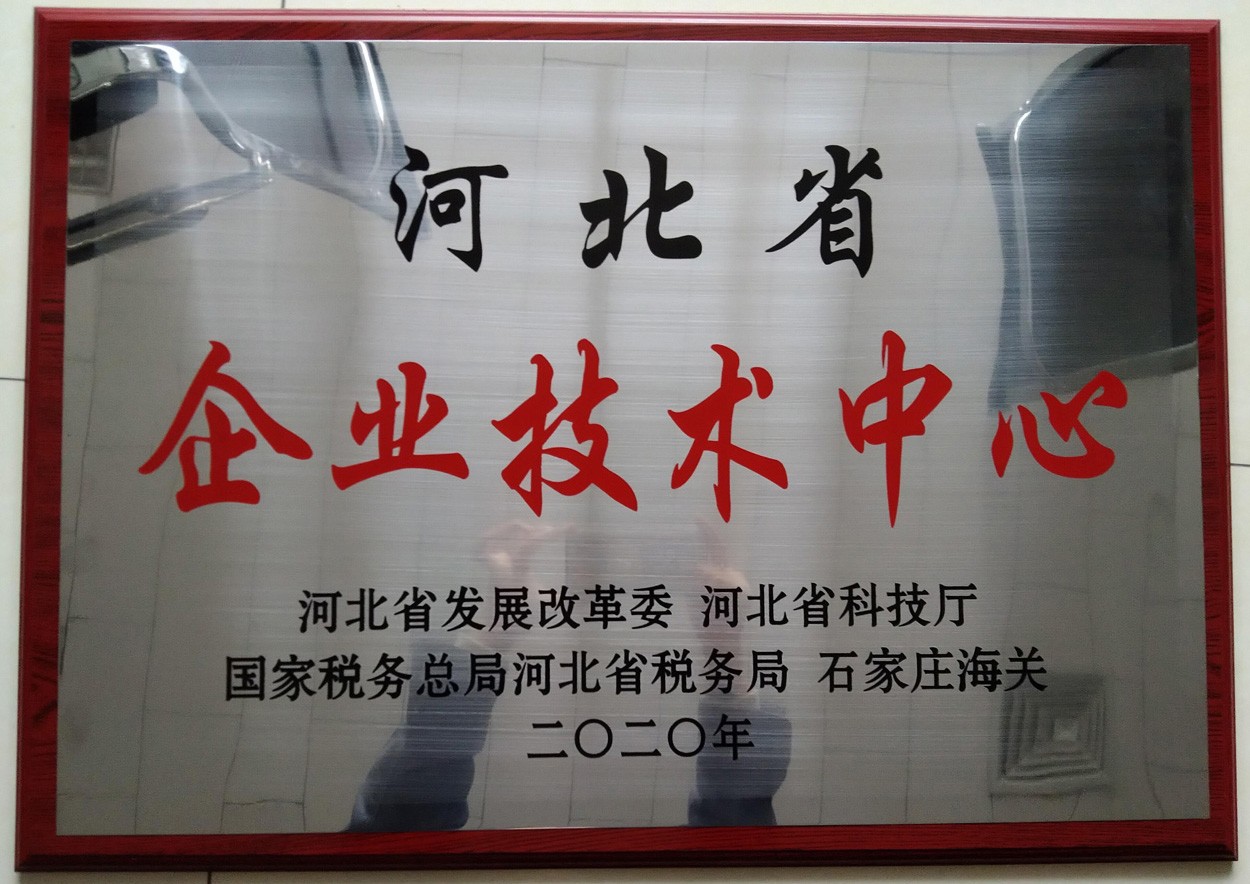 河北省
企业技术中心
河北省发展改革委 河北省科技厅
国家税务总局河北省税务局 石家庄海关
二〇二〇年